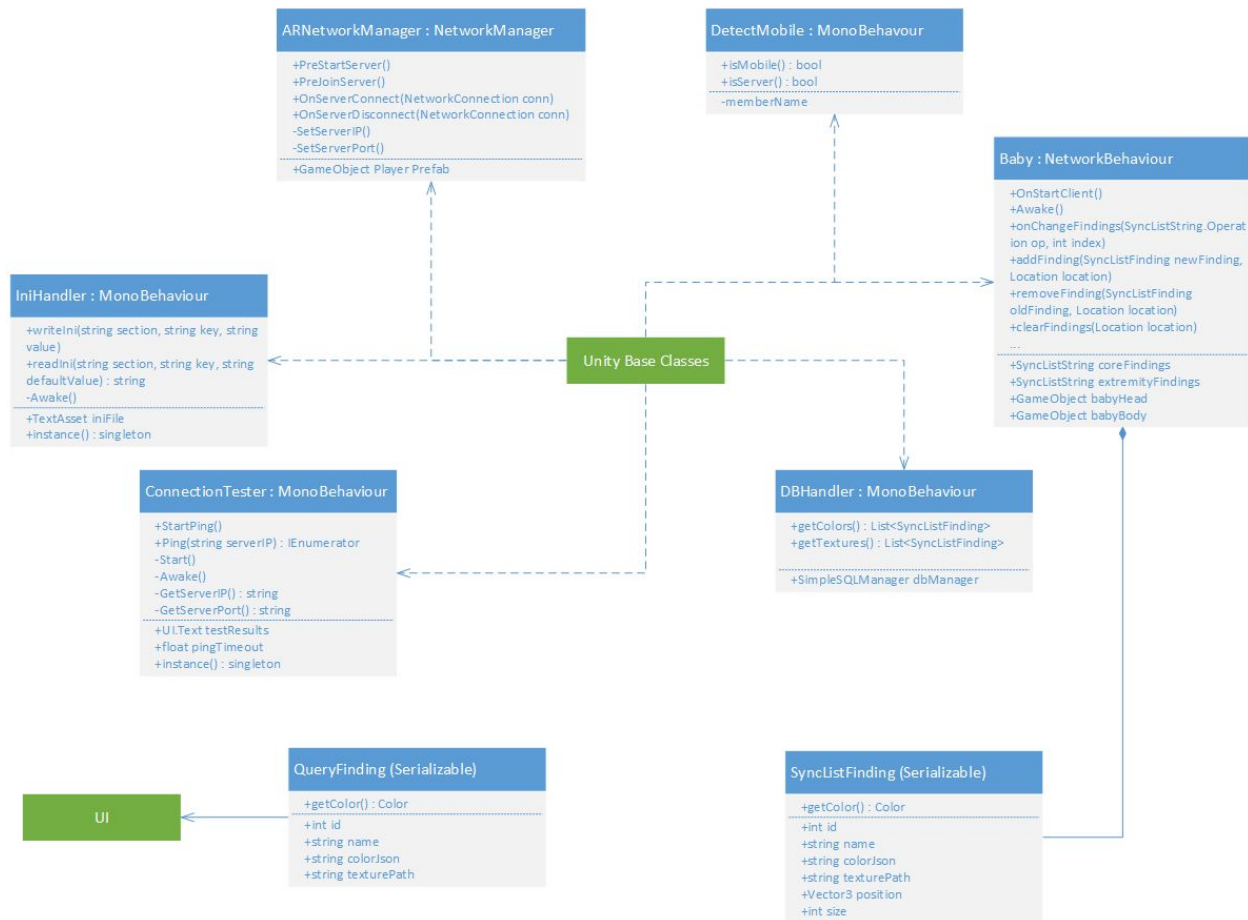 ARNetworkManager : NetworkManager
+PreStartServer()
+PreJoinServer()
+OnServerConnect(NetworkConnection conn)
+OnServerDisconnect(NetworkConnection conn)
-SetServerIP()
-SetServerPort()
+GameObject Player Prefab
DetectMobile : MonoBehavour
+isMobile() : bool
+isServer() : bool
-memberName
Baby : NetworkBehaviour
+OnStartClient()
+Awake()
+onChangeFindings(SyncListString.Operat
ion op, int index)
+addFinding(SyncListFinding newFinding,
Location location)
+removeFinding(SyncListFinding
oldFinding, Location location)
+clearFindings(Location location)
...
+SyncListString coreFindings
+SyncListString extremityFindings
+GameObject babyHead
+GameObject babyBody
IniHandler : MonoBehaviour
+writeIni(string section, string key, string
value)
+readIni(string section, string key, string
defaultValue) : string
-Awake()
+TextAsset iniFile
+instance() : singleton
Unity Base Classes
ConnectionTester : MonoBehaviour
+StartPing()
+Ping(string serverIP) : IEnumerator
-Start()
-Awake()
-GetServerIP() : string
-GetServerPort() : string
+UI.Text testResults
+float pingTimeout
+instance() : singleton
DBHandler : MonoBehaviour
+getColors() : List<SyncListFinding>
+getTextures() : List<SyncListFinding>
+SimpleSQLManager dbManager
UI
QueryFinding (Serializable)
+getColor() : Color
+int id
+string name
+string colorJson
+string texturePath
SyncListFinding (Serializable)
+getColor() : Color
+int id
+string name
+string colorJson
+string texturePath
+Vector3 position
+int size